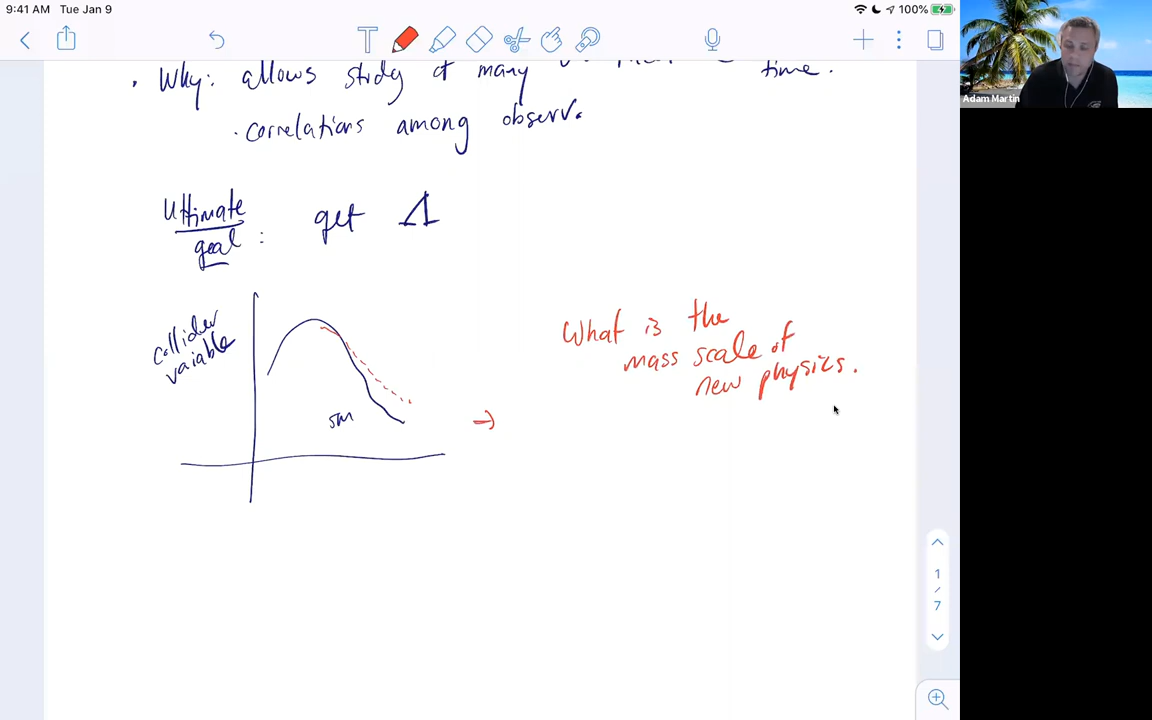 9:41 AM Tue Jan 9
100%
Adam Martin
. Why: allows study of many time.
. correlations among observ.
Ultimate
goal : get Λ
Collider
vaiable
SM
→
What is the
mass scale of
new physics.
1
/
7